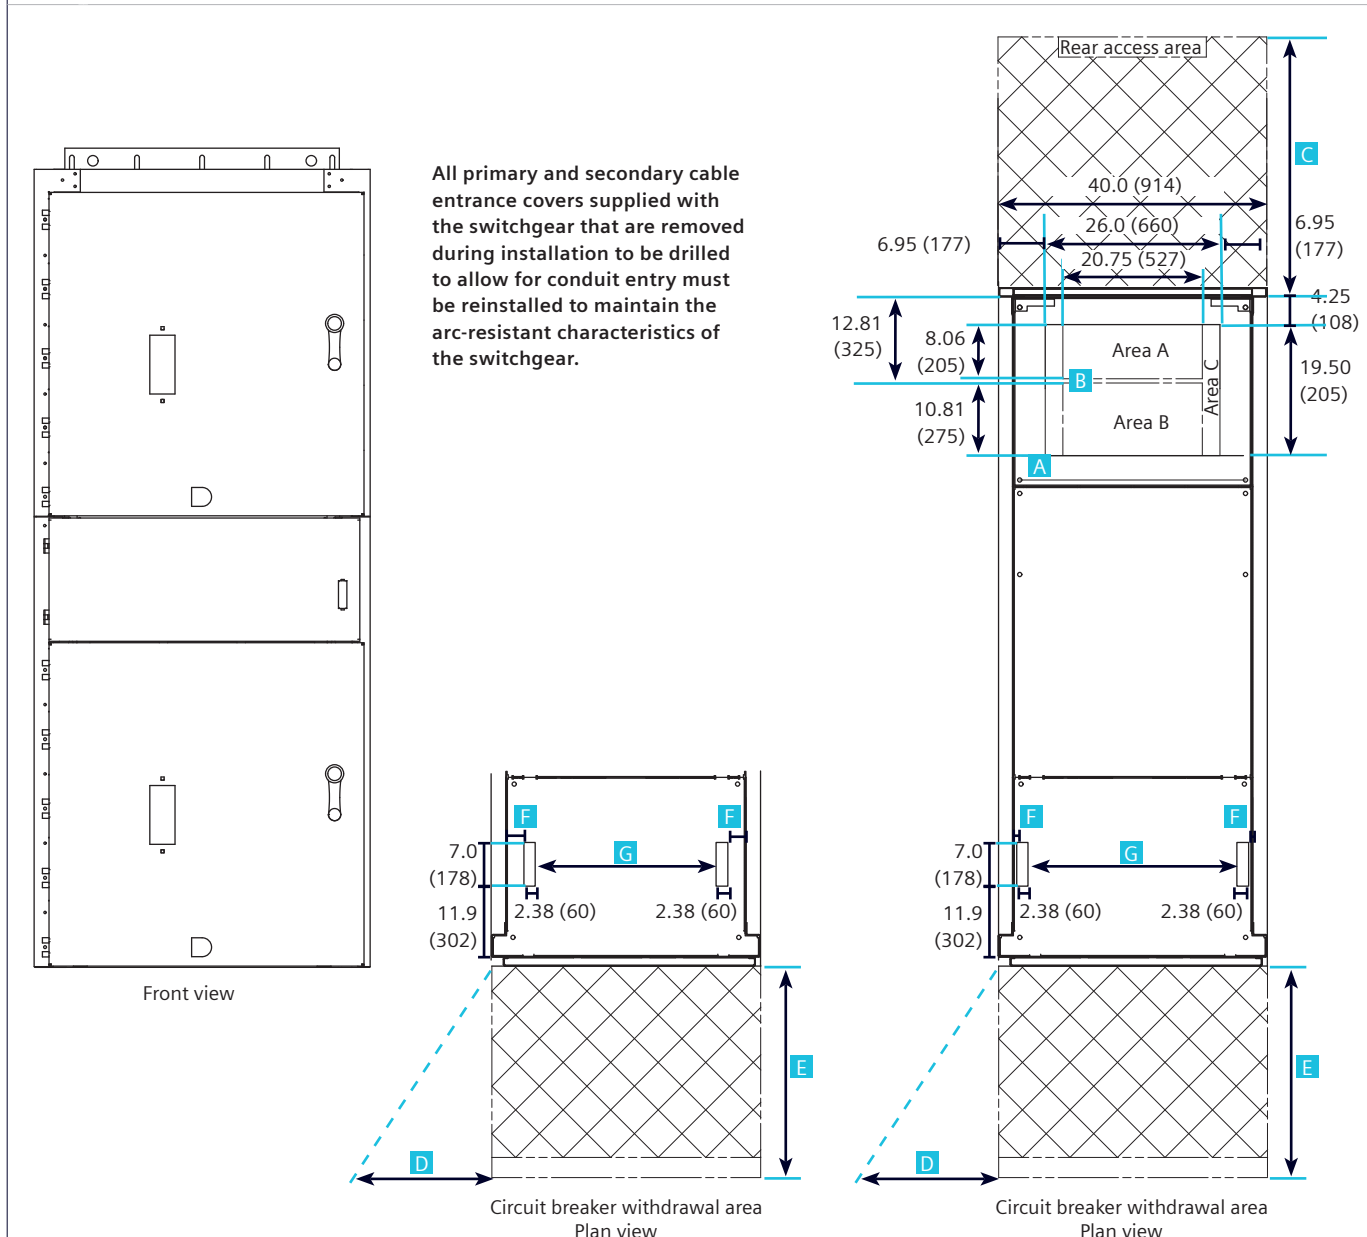 Rear access area
C
40.0 (914)
26.0 (660)
6.95 (177)
6.95
(177)
20.75 (527)
All primary and secondary cable
entrance covers supplied with
the switchgear that are removed
during installation to be drilled
to allow for conduit entry must
be reinstalled to maintain the
arc-resistant characteristics of
the switchgear.
12.81
(325)
8.06
(205)
4.25
(108)
Area A
B
Area C
19.50
(205)
10.81
(275)
Area B
A
F
F
G
7.0
(178)
11.9
(302)
2.38 (60)
2.38 (60)
F
F
G
7.0
(178)
11.9
(302)
2.38 (60)
2.38 (60)
Front view
E
D
E
D
Circuit breaker withdrawal area
Plan view
Circuit breaker withdrawal area
Plan view